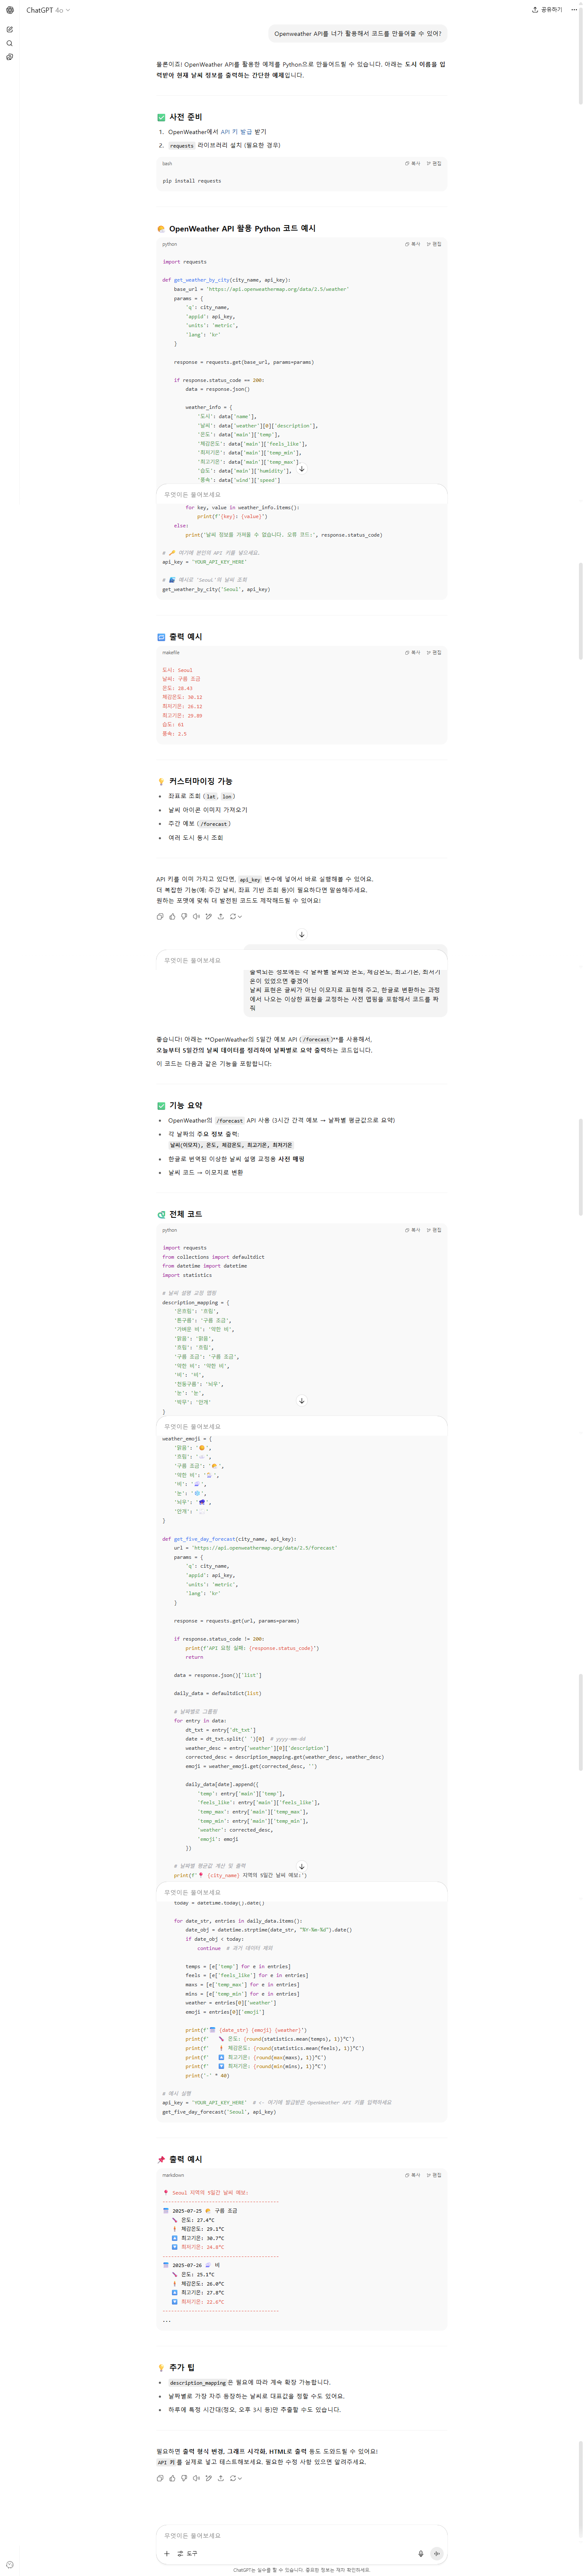 ChatGPT 4o
공유하기
Openweather API를 너가 활용해서 코드를 만들어줄 수 있어?
물론이죠! OpenWeather API를 활용한 예제를 Python으로 만들어드릴 수 있습니다. 아래는 도시 이름을 입
력받아 현재 날씨 정보를 출력하는 간단한 예제입니다.
✅ 사전 준비
1. OpenWeather에서 API 키 발급 받기
2. requests 라이브러리 설치 (필요한 경우)
bash
복사 편집
pip install requests
🌤️ OpenWeather API 활용 Python 코드 예시
python
복사 편집
import requests
def get_weather_by_city(city_name, api_key):
base_url = 'https://api.openweathermap.org/data/2.5/weather'
params = {
'q': city_name,
'appid': api_key,
'units': 'metric',
'lang': 'kr'
}
response = requests.get(base_url, params=params)
if response.status_code == 200:
data = response.json()
weather_info = {
'도시': data['name'],
'날씨': data['weather'][0]['description'],
'온도': data['main']['temp'],
'체감온도': data['main']['feels_like'],
'최저기온': data['main']['temp_min'],
'최고기온': data['main']['temp_max'],
'습도': data['main']['humidity'],
'풍속': data['wind']['speed']
무엇이든 물어보세요
for key, value in weather_info.items():
print(f'{key}: {value}')
else:
print('날씨 정보를 가져올 수 없습니다. 오류 코드:', response.status_code)
# 🔑 여기에 본인의 API 키를 넣으세요.
api_key = 'YOUR_API_KEY_HERE'
# 예시로 'Seoul'의 날씨 조회
get_weather_by_city('Seoul', api_key)
출력 예시
makefile
복사 편집
도시: Seoul
날씨: 구름 조금
온도: 28.43
체감온도: 30.12
최저기온: 26.12
최고기온: 29.89
습도: 61
풍속: 2.5
💡 커스터마이징 가능
• 좌표로 조회 (lat, lon)
• 날씨 아이콘 이미지 가져오기
• 주간 예보 (/forecast)
• 여러 도시 동시 조회
API 키를 이미 가지고 있다면, api_key 변수에 넣어서 바로 실행해볼 수 있어요.
더 복잡한 기능(예: 주간 날씨, 좌표 기반 조회 등)이 필요하다면 말씀해주세요.
원하는 포맷에 맞춰 더 발전된 코드도 제작해드릴 수 있어요!
무엇이든 물어보세요
출력되는 정보에는 각 날짜별 날씨와 온도, 체감온도, 최고기온, 최저기
온이 있었으면 좋겠어
날씨 표현은 글씨가 아닌 이모지로 표현해 주고, 한글로 변환하는 과정
에서 나오는 이상한 표현을 교정하는 사전 맵핑을 포함해서 코드를 짜
줘
좋습니다! 아래는 **OpenWeather의 5일간 예보 API (/forecast)**를 사용해서,
오늘부터 5일간의 날씨 데이터를 정리하여 날짜별로 요약 출력하는 코드입니다.
이 코드는 다음과 같은 기능을 포함합니다:
✅ 기능 요약
• OpenWeather의 /forecast API 사용 (3시간 간격 예보 → 날짜별 평균값으로 요약)
• 각 날짜의 주요 정보 출력:
날씨(이모지), 온도, 체감온도, 최고기온, 최저기온
• 한글로 번역된 이상한 날씨 설명 교정용 사전 매핑
• 날씨 코드 → 이모지로 변환
전체 코드
python
복사 편집
import requests
from collections import defaultdict
from datetime import datetime
import statistics
# 날씨 설명 교정 맵핑
description_mapping = {
'온흐림': '흐림',
'튼구름': '구름 조금',
'가벼운 비': '약한 비',
'맑음': '맑음',
'흐림': '흐림',
'구름 조금': '구름 조금',
'약한 비': '약한 비',
'비': '비',
'천둥구름': '뇌우',
'눈': '눈',
'박무': '안개'
}
무엇이든 물어보세요
weather_emoji = {
'맑음': '☀️',
'흐림': '☁️',
'구름 조금': '🌤️',
'약한 비': '🌦️',
'비': '🌧️',
'눈': '❄️',
'뇌우': '⛈️',
'안개': '🌫️'
}
def get_five_day_forecast(city_name, api_key):
url = 'https://api.openweathermap.org/data/2.5/forecast'
params = {
'q': city_name,
'appid': api_key,
'units': 'metric',
'lang': 'kr'
}
response = requests.get(url, params=params)
if response.status_code != 200:
print(f'API 요청 실패: {response.status_code}')
return
data = response.json()['list']
daily_data = defaultdict(list)
# 날짜별로 그룹핑
for entry in data:
dt_txt = entry['dt_txt']
date = dt_txt.split(' ')[0] # yyyy-mm-dd
weather_desc = entry['weather'][0]['description']
corrected_desc = description_mapping.get(weather_desc, weather_desc)
emoji = weather_emoji.get(corrected_desc, '')
daily_data[date].append({
'temp': entry['main']['temp'],
'feels_like': entry['main']['feels_like'],
'temp_max': entry['main']['temp_max'],
'temp_min': entry['main']['temp_min'],
'weather': corrected_desc,
'emoji': emoji
})
# 날짜별 평균값 계산 및 출력
print(f'📍 {city_name} 지역의 5일간 날씨 예보:')
무엇이든 물어보세요
today = datetime.today().date()
for date_str, entries in daily_data.items():
date_obj = datetime.strptime(date_str, "%Y-%m-%d").date()
if date_obj < today:
continue # 과거 데이터 제외
temps = [e['temp'] for e in entries]
feels = [e['feels_like'] for e in entries]
maxs = [e['temp_max'] for e in entries]
mins = [e['temp_min'] for e in entries]
weather = entries[0]['weather']
emoji = entries[0]['emoji']
print(f'📅 {date_str} {emoji} {weather}')
print(f' 온도: {round(statistics.mean(temps), 1)}°C')
print(f' 체감온도: {round(statistics.mean(feels), 1)}°C')
print(f' 최고기온: {round(max(maxs), 1)}°C')
print(f' 최저기온: {round(min(mins), 1)}°C')
print('-' * 40)
# 예시 실행
api_key = 'YOUR_API_KEY_HERE' # <- 여기에 발급받은 OpenWeather API 키를 입력하세요
get_five_day_forecast('Seoul', api_key)
📌 출력 예시
markdown
복사 편집
📍 Seoul 지역의 5일간 날씨 예보:
----------------------------------------
📅 2025-07-25 🌤️ 구름 조금
온도: 27.4°C
체감온도: 29.1°C
최고기온: 30.7°C
최저기온: 24.8°C
----------------------------------------
📅 2025-07-26 🌧️ 비
온도: 25.1°C
체감온도: 26.0°C
최고기온: 27.8°C
최저기온: 22.6°C
----------------------------------------
...
💡 추가 팁
• description_mapping은 필요에 따라 계속 확장 가능합니다.
• 날짜별로 가장 자주 등장하는 날씨로 대표값을 정할 수도 있어요.
• 하루에 특정 시간대(정오, 오후 3시 등)만 추출할 수도 있습니다.
필요하면 출력 형식 변경, 그래프 시각화, HTML로 출력 등도 도와드릴 수 있어요!
API 키를 실제로 넣고 테스트해보세요. 필요한 수정 사항 있으면 알려주세요.
무엇이든 물어보세요
도구
ChatGPT는 실수를 할 수 있습니다. 중요한 정보는 재차 확인하세요.